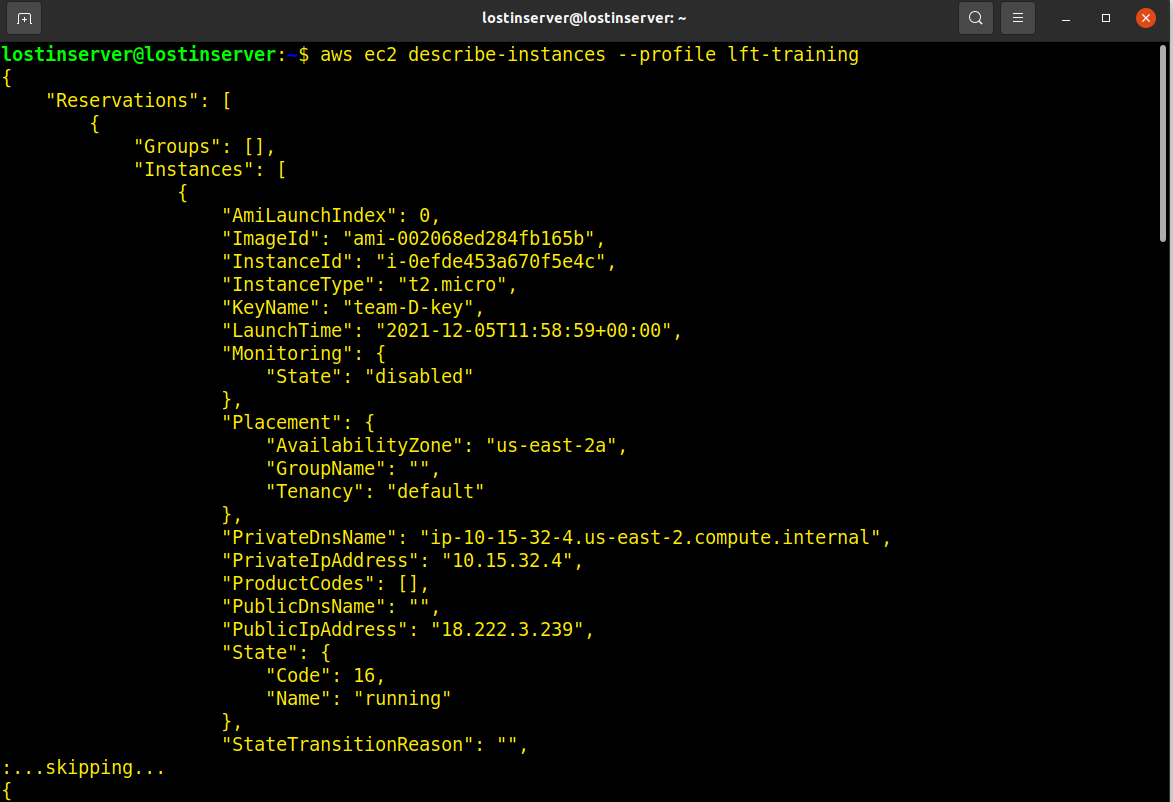 lostinserver@lostinserver: ~
lostinserver@lostinserver:~$ aws ec2 describe-instances --profile lft-training
{
    "Reservations": [
        {
            "Groups": [],
            "Instances": [
                {
                    "AmiLaunchIndex": 0,
                    "ImageId": "ami-002068ed284fb165b",
                    "InstanceId": "i-0efde453a670f5e4c",
                    "InstanceType": "t2.micro",
                    "KeyName": "team-D-key",
                    "LaunchTime": "2021-12-05T11:58:59+00:00",
                    "Monitoring": {
                        "State": "disabled"
                    },
                    "Placement": {
                        "AvailabilityZone": "us-east-2a",
                        "GroupName": "",
                        "Tenancy": "default"
                    },
                    "PrivateDnsName": "ip-10-15-32-4.us-east-2.compute.internal",
                    "PrivateIpAddress": "10.15.32.4",
                    "ProductCodes": [],
                    "PublicDnsName": "",
                    "PublicIpAddress": "18.222.3.239",
                    "State": {
                        "Code": 16,
                        "Name": "running"
                    },
                    "StateTransitionReason": "",
:...skipping...
{